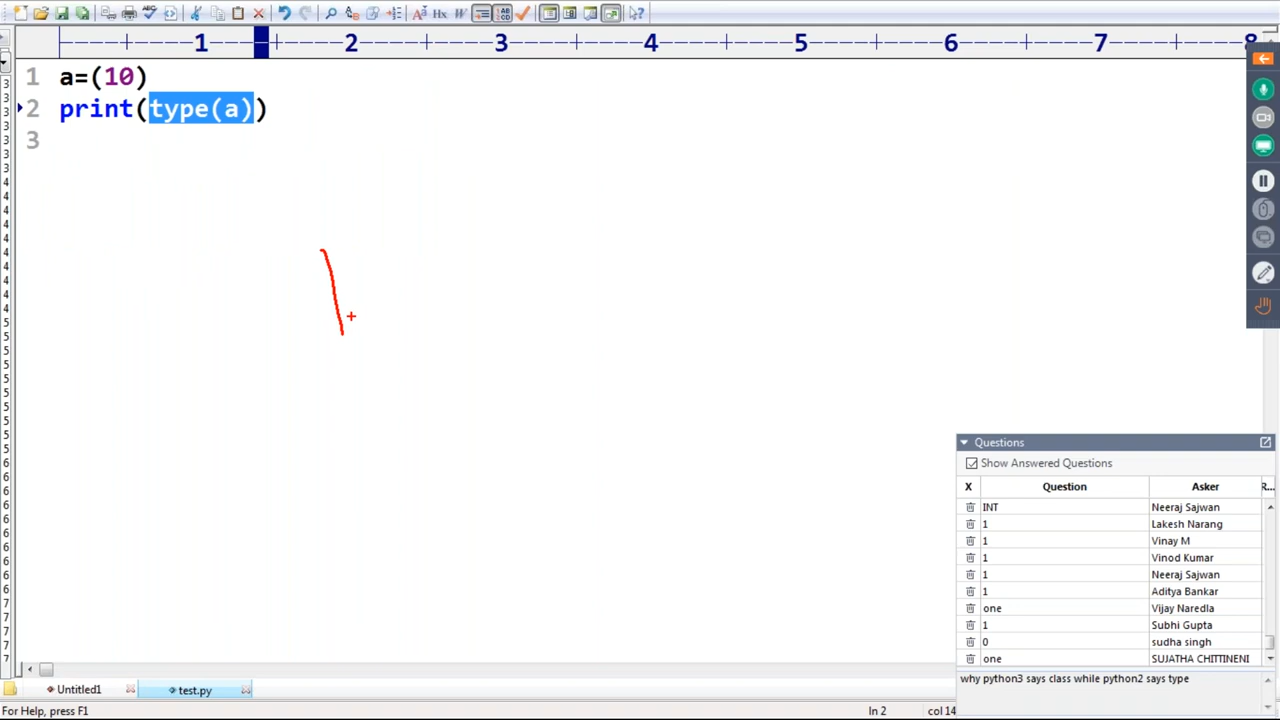 1 2 3 4 5 6 7 8
1 a=(10)
2 print(type(a))
3
Questions
Show Answered Questions
X Question Asker R...
INT Neeraj Sajwan
1 Lakesh Narang
1 Vinay M
1 Vinod Kumar
1 Neeraj Sajwan
1 Aditya Bankar
one Vijay Naredla
1 Subhi Gupta
0 sudha singh
one SUJATHA CHITTINENI
why python3 says class while python2 says type
Untitled1 test.py
For Help, press F1 ln 2 col 14